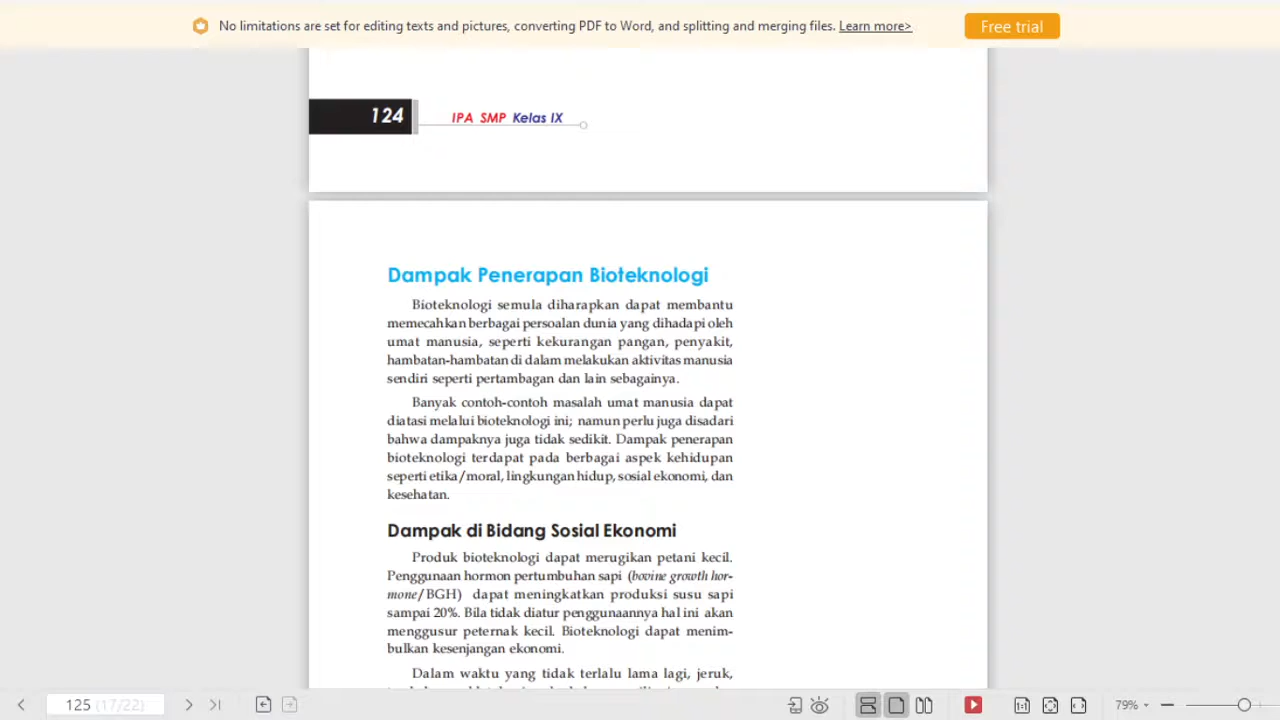 No limitations are set for editing texts and pictures, converting PDF to Word, and splitting and merging files. Learn more>
Free trial
124
IPA SMP Kelas IX
Dampak Penerapan Bioteknologi
Bioteknologi semula diharapkan dapat membantu
memecahkan berbagai persoalan dunia yang dihadapi oleh
umat manusia, seperti kekurangan pangan, penyakit,
hambatan-hambatan di dalam melakukan aktivitas manusia
sendiri seperti pertambagan dan lain sebagainya.
Banyak contoh-contoh masalah umat manusia dapat
diatasi melalui bioteknologi ini; namun perlu juga disadari
bahwa dampaknya juga tidak sedikit. Dampak penerapan
bioteknologi terdapat pada berbagai aspek kehidupan
seperti etika/moral, lingkungan hidup, sosial ekonomi, dan
kesehatan.
Dampak di Bidang Sosial Ekonomi
Produk bioteknologi dapat merugikan petani kecil.
Penggunaan hormon pertumbuhan sapi (bovine growth hor-
mone/BGH) dapat meningkatkan produksi susu sapi
sampai 20%. Bila tidak diatur penggunaannya hal ini akan
menggusur peternak kecil. Bioteknologi dapat menim-
bulkan kesenjangan ekonomi.
Dalam waktu yang tidak terlalu lama lagi, jeruk,
125 (17/22)
1:1
79%